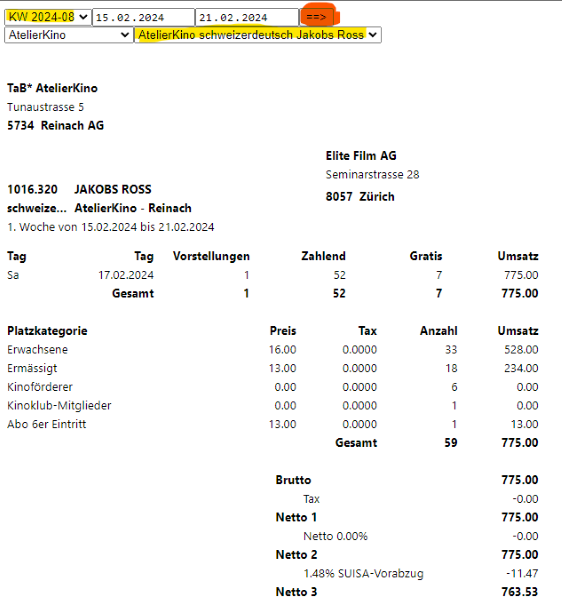 KW 2024-08 15.02.2024 21.02.2024 ==>
AtelierKino AtelierKino schweizerdeutsch Jakobs Ross
TaB* AtelierKino
Tunaustrasse 5
5734 Reinach AG
Elite Film AG
Seminarstrasse 28
8057 Zürich
1016.320 JAKOBS ROSS
schweize... AtelierKino - Reinach
1. Woche von 15.02.2024 bis 21.02.2024
Tag Tag Vorstellungen Zahlend Gratis Umsatz
Sa 17.02.2024 1 52 7 775.00
Gesamt 1 52 7 775.00
Platzkategorie Preis Tax Anzahl Umsatz
Erwachsene 16.00 0.0000 33 528.00
Ermässigt 13.00 0.0000 18 234.00
Kinoförderer 0.00 0.0000 6 0.00
Kinoklub-Mitglieder 0.00 0.0000 1 0.00
Abo 6er Eintritt 13.00 0.0000 1 13.00
Gesamt 59 775.00
Brutto 775.00
Tax -0.00
Netto 1 775.00
Netto 0.00% -0.00
Netto 2 775.00
1.48% SUISA-Vorabzug -11.47
Netto 3 763.53